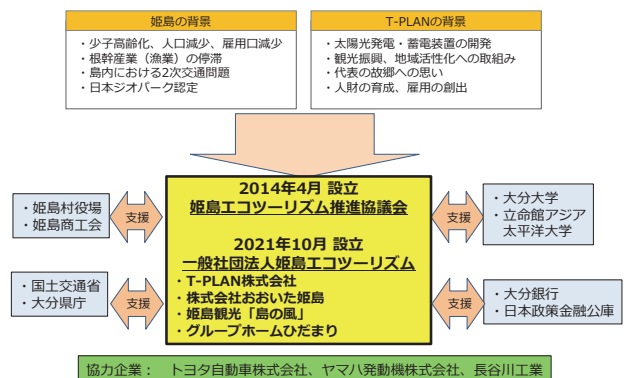 姫島の背景
・少子高齢化、人口減少、雇用口減少
・根幹産業（漁業）の停滞
・島内における2次交通問題
・日本ジオパーク認定
T-PLANの背景
・太陽光発電・蓄電装置の開発
・観光振興、地域活性化への取組み
・代表の故郷への思い
・人財の育成、雇用の創出
・姫島村役場
・姫島商工会
支援
・国土交通省
・大分県庁
支援
2014年4月 設立
姫島エコツーリズム推進協議会
2021年10月 設立
一般社団法人姫島エコツーリズム
・T-PLAN株式会社
・株式会社おおいた姫島
・姫島観光「島の風」
・グループホームひだまり
支援
・大分大学
・立命館アジア
太平洋大学
支援
・大分銀行
・日本政策金融公庫
協力企業： トヨタ自動車株式会社、ヤマハ発動機株式会社、長谷川工業